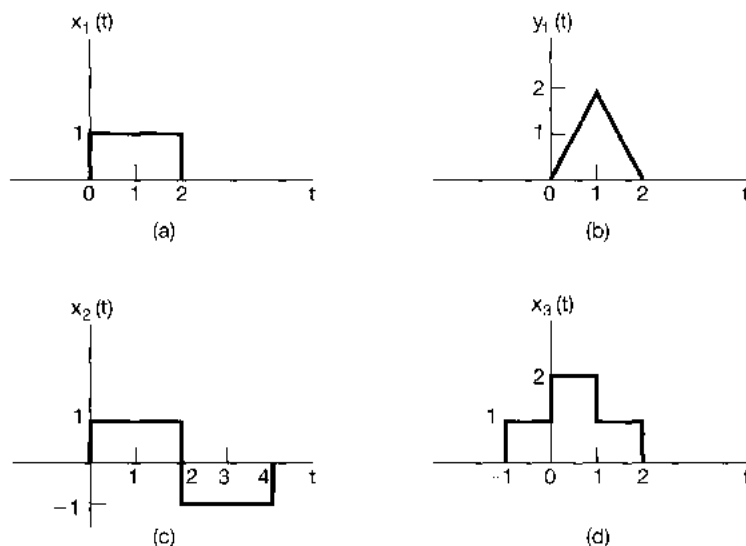 x₁ (t)
1
0 1 2 t
(a)
y₁ (t)
2
1
0 1 2 t
(b)
x₂ (t)
1
1 2 3 4 t
−1
(c)
x₃ (t)
2
1
-1 0 1 2 t
(d)